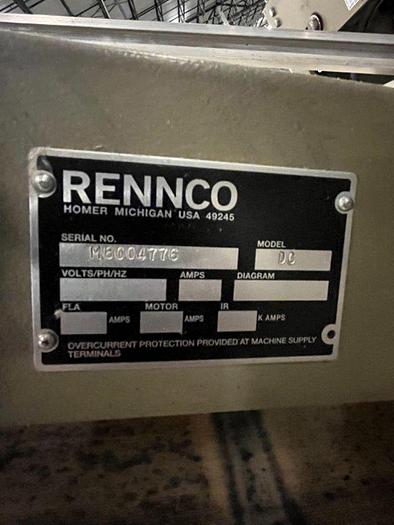 RENNCO
HOMER MICHIGAN USA 49245
SERIAL NO. MODEL
M6C04776 DC
VOLTS/PH/HZ AMPS DIAGRAM
FLA MOTOR IR
AMPS AMPS K AMPS
OVERCURRENT PROTECTION PROVIDED AT MACHINE SUPPLY
TERMINALS